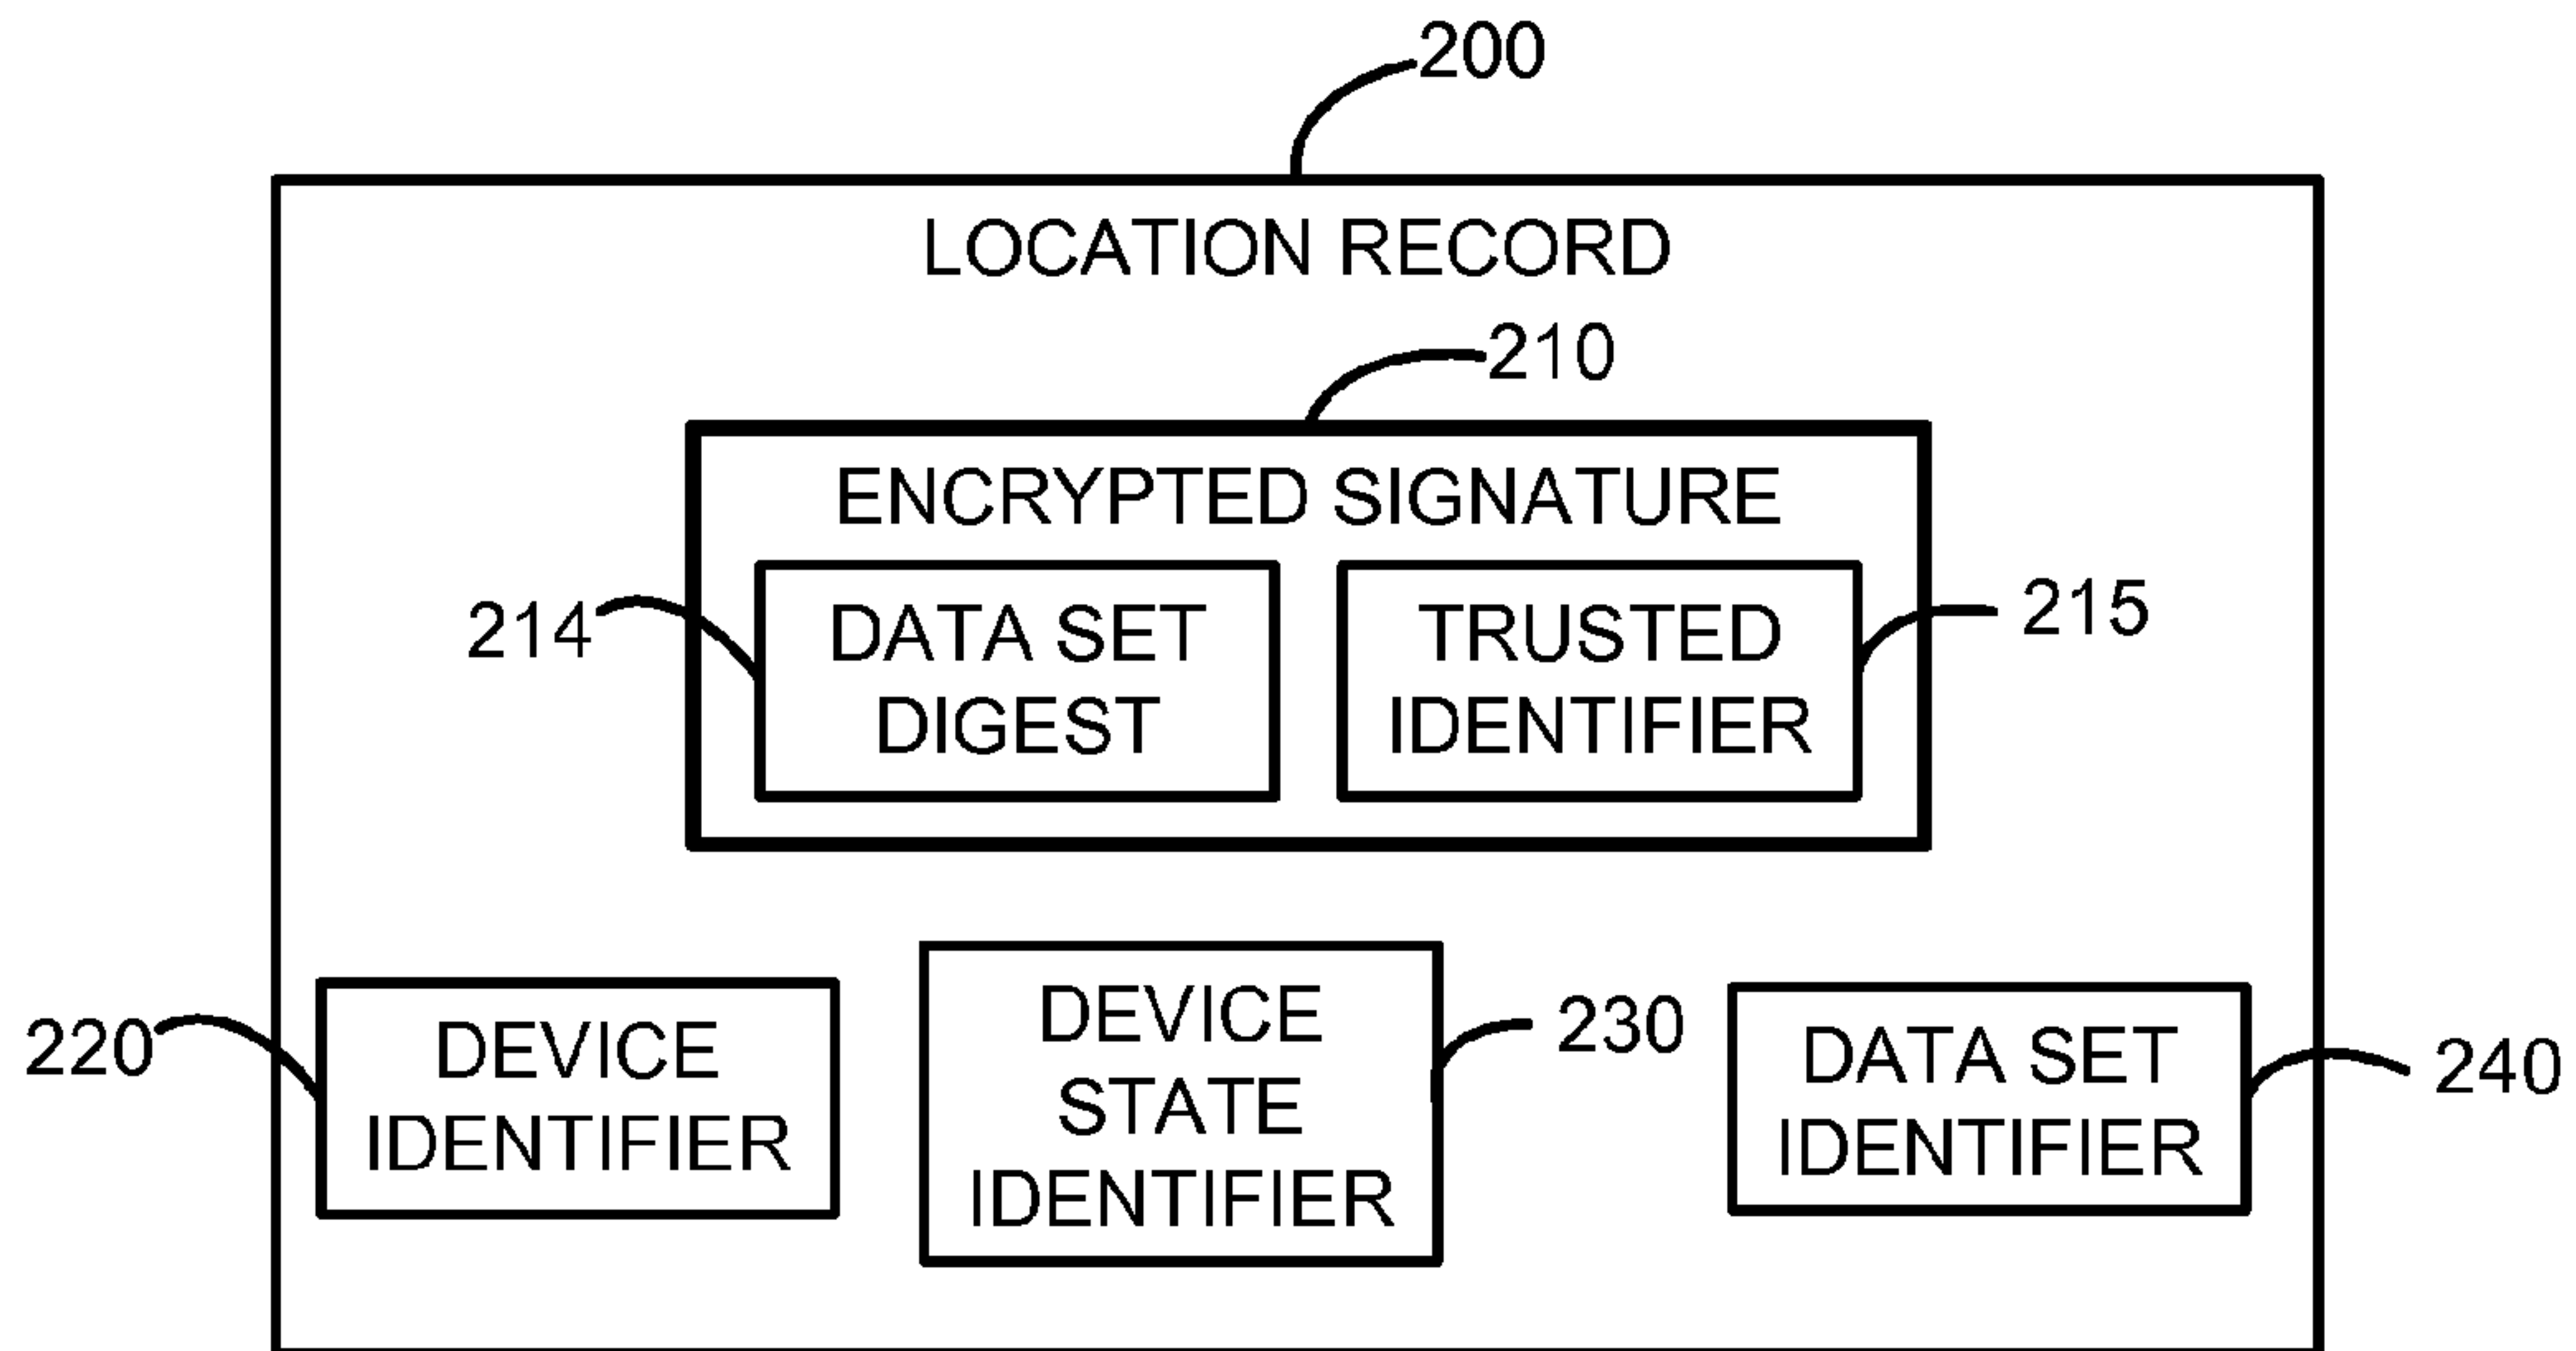 200
LOCATION RECORD
210
ENCRYPTED SIGNATURE
214
DATA SET
DIGEST
TRUSTED
IDENTIFIER
215
220
DEVICE
IDENTIFIER
DEVICE
STATE
IDENTIFIER
230
DATA SET
IDENTIFIER
240